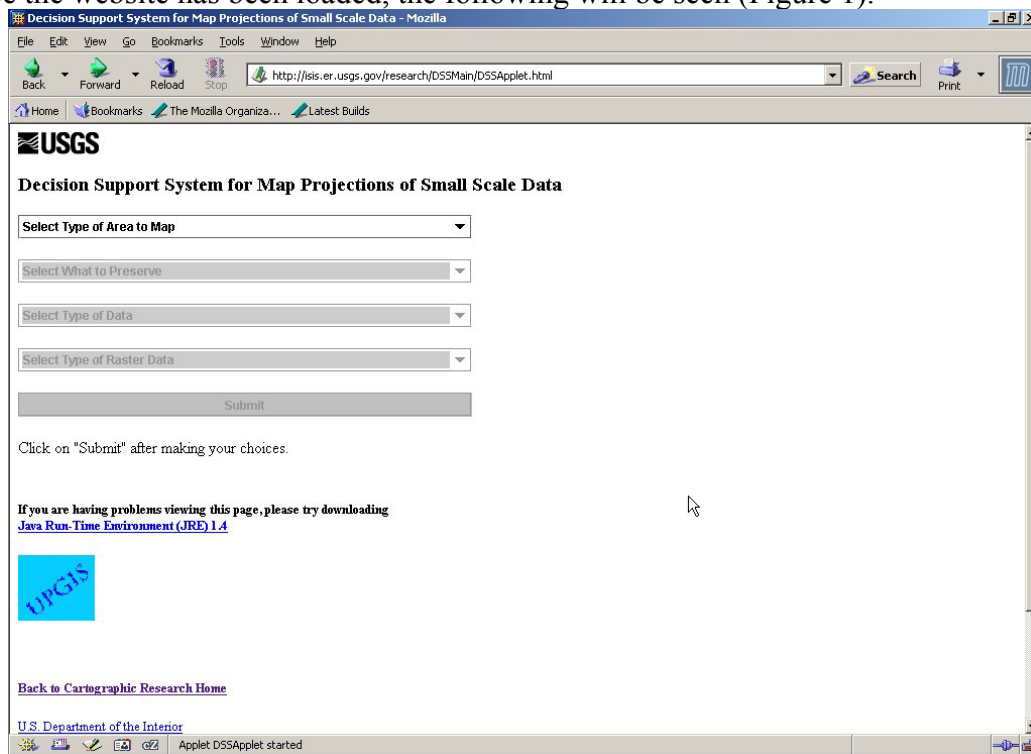 the website has been loaded, the following will be seen (Figure 1).
Decision Support System for Map Projections of Small Scale Data - Mozilla
File Edit View Go Bookmarks Tools Window Help
Back Forward Reload Stop http://isis.er.usgs.gov/research/DSSMain/DSSApplet.html Search Print
Home Bookmarks The Mozilla Organiza... Latest Builds
USGS
Decision Support System for Map Projections of Small Scale Data
Select Type of Area to Map
Select What to Preserve
Select Type of Data
Select Type of Raster Data
Submit
Click on "Submit" after making your choices.
If you are having problems viewing this page, please try downloading
Java Run-Time Environment (JRE) 1.4
UPGIS
Back to Cartographic Research Home
U.S. Department of the Interior
Applet DSSApplet started